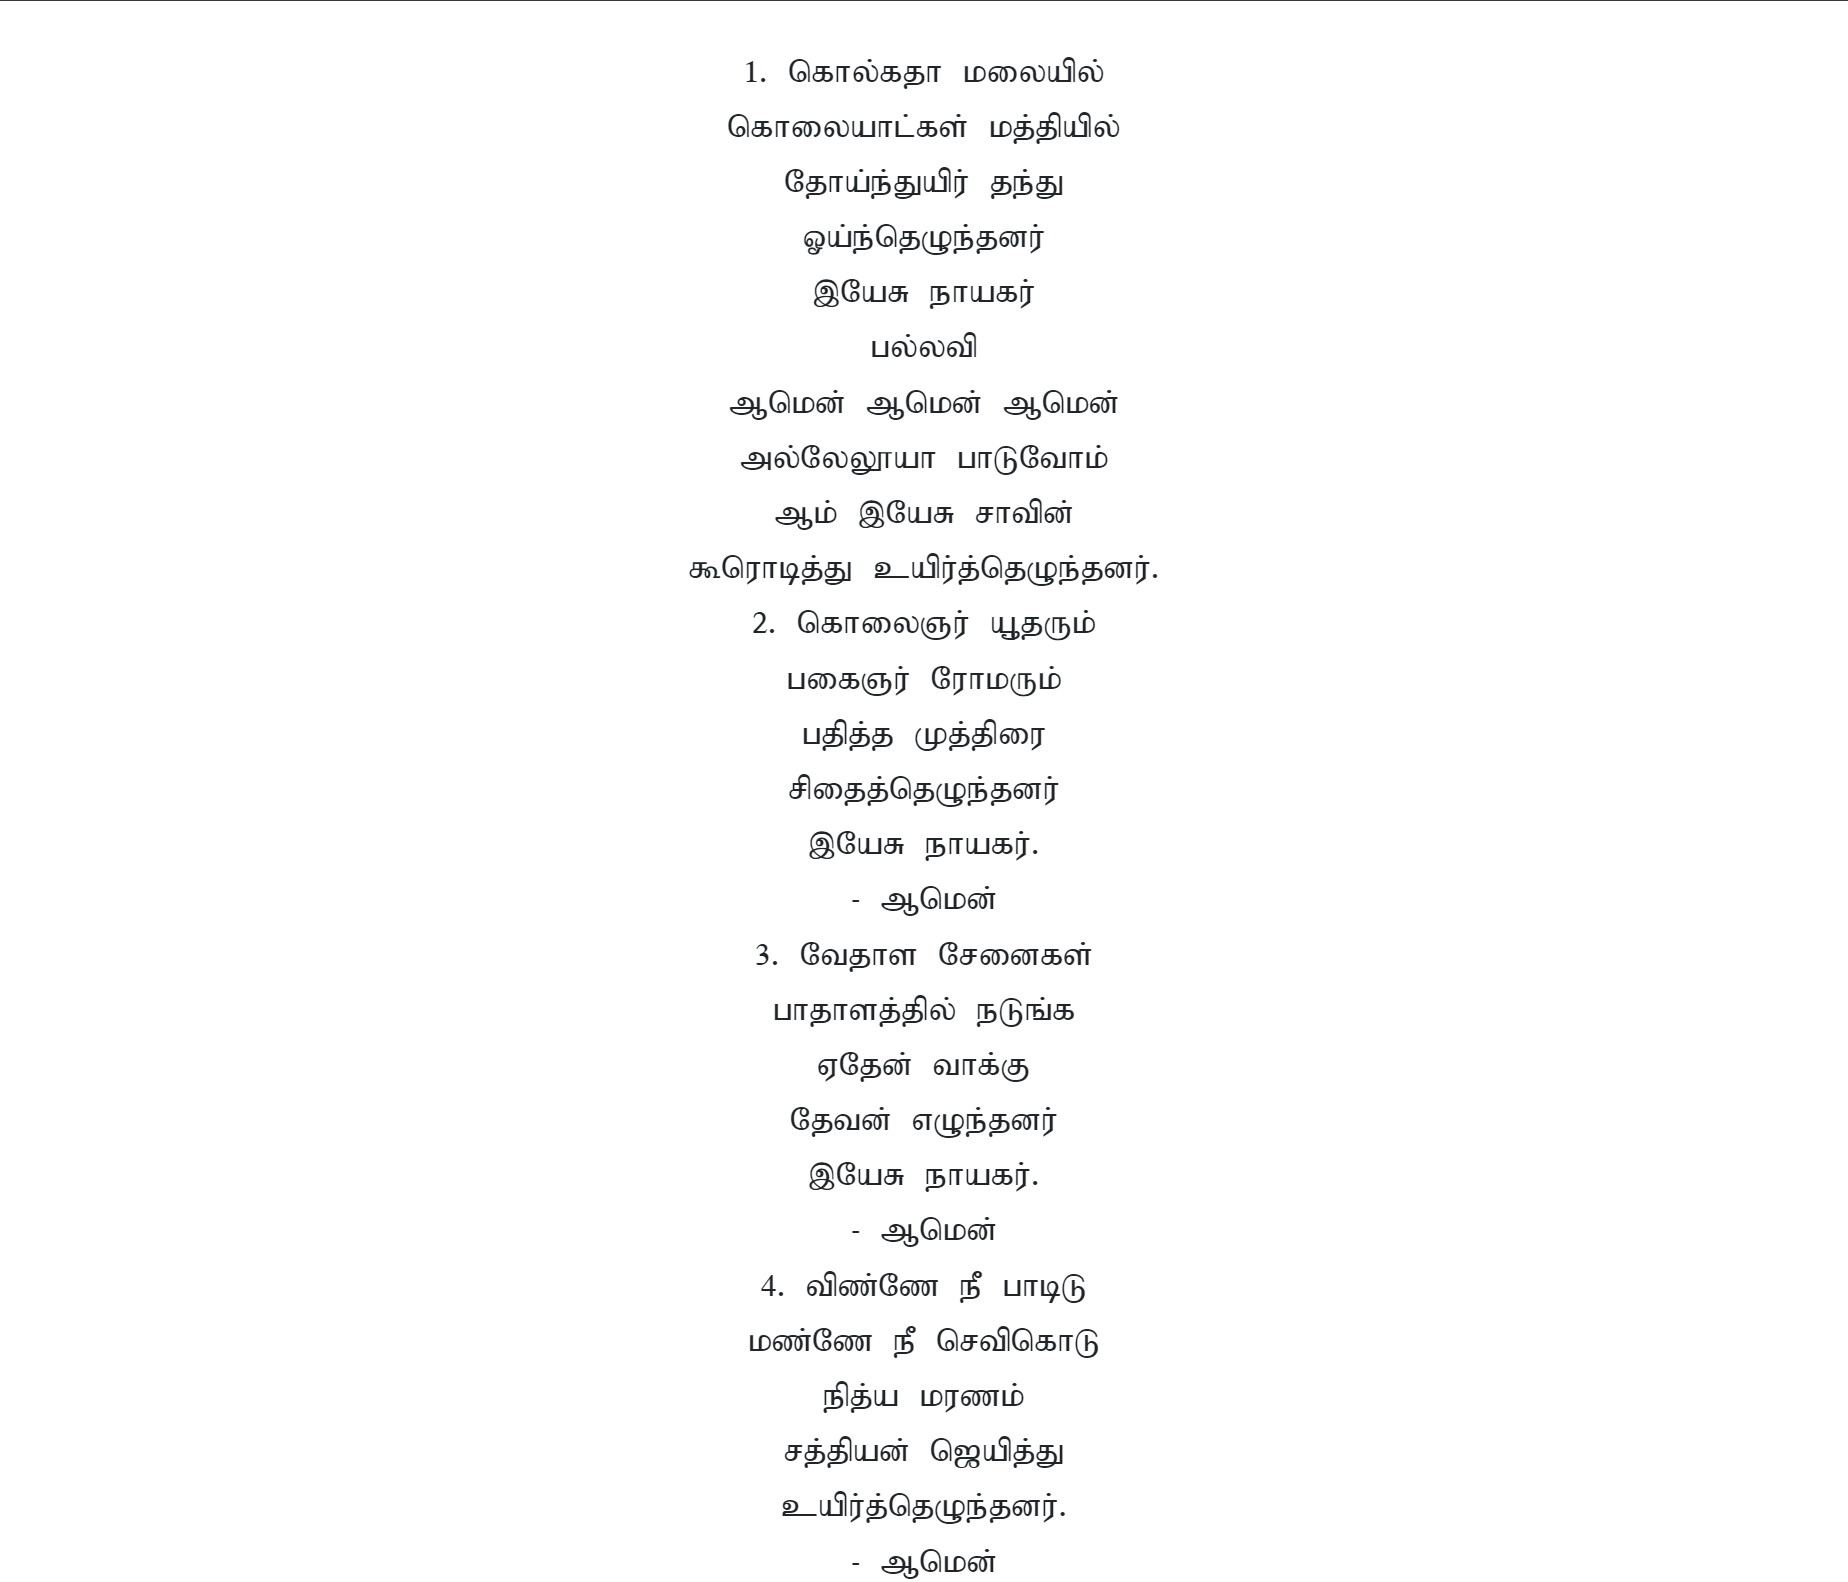 1. கொல்கதா மலையில்
கொலையாட்கள் மத்தியில்
தோய்ந்துயிர் தந்து
ஓய்ந்தெழுந்தனர்
இயேசு நாயகர்
பல்லவி
ஆமென் ஆமென் ஆமென்
அல்லேலூயா பாடுவோம்
ஆம் இயேசு சாவின்
கூரொடித்து உயிர்த்தெழுந்தனர்.
2. கொலைஞர் யூதரும்
பகைஞர் ரோமரும்
பதித்த முத்திரை
சிதைத்தெழுந்தனர்
இயேசு நாயகர்.
- ஆமென்
3. வேதாள சேனைகள்
பாதாளத்தில் நடுங்க
ஏதேன் வாக்கு
தேவன் எழுந்தனர்
இயேசு நாயகர்.
- ஆமென்
4. விண்ணே நீ பாடிடு
மண்ணே நீ செவிகொடு
நித்ய மரணம்
சத்தியன் ஜெயித்து
உயிர்த்தெழுந்தனர்.
- ஆமென்